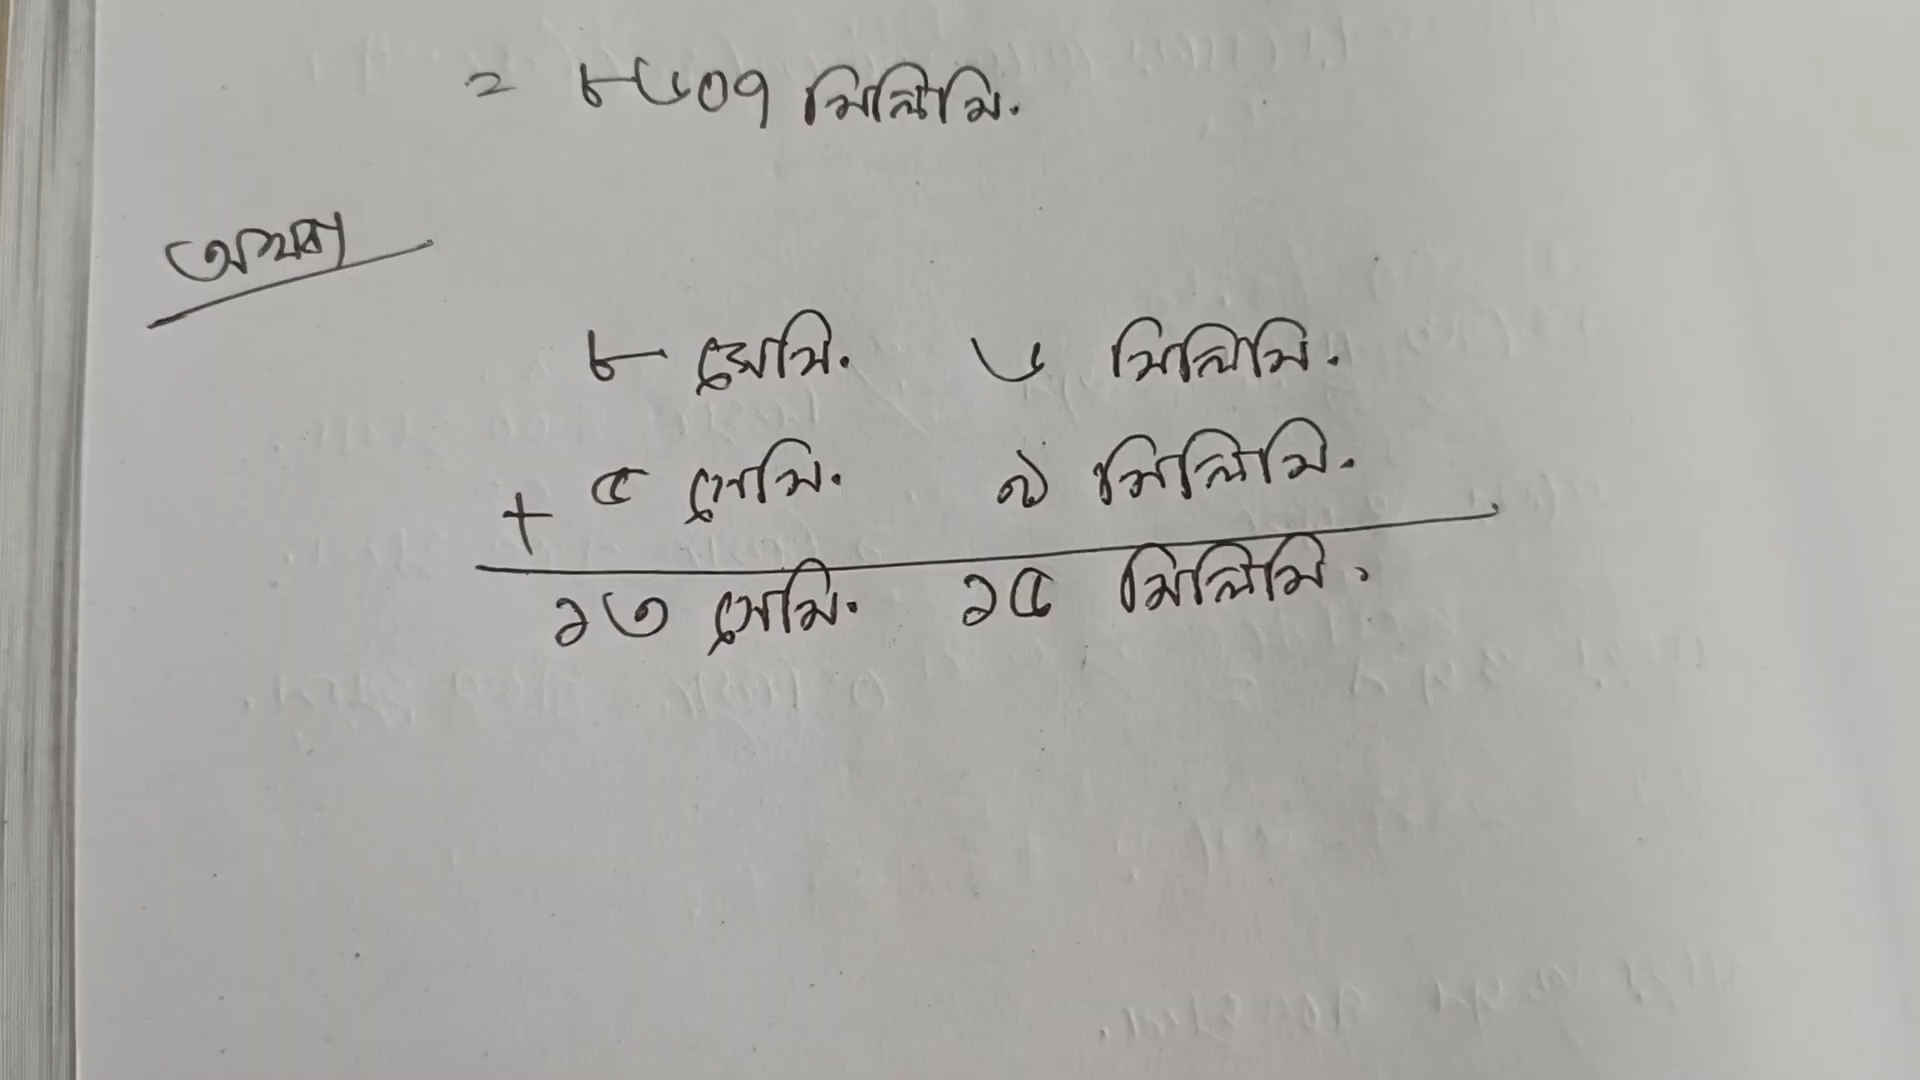 = ৮৬০৭ মিলিমি.
অথবা
৮ সেমি. ৬ মিলিমি.
+ ৫ সেমি. ৯ মিলিমি.
১৩ সেমি. ১৫ মিলিমি.